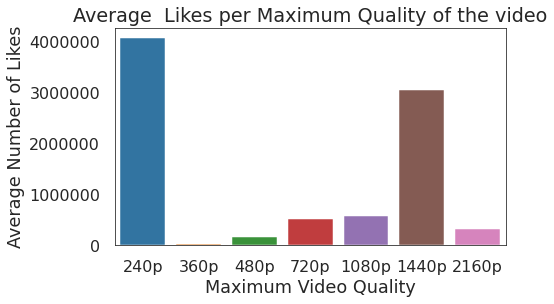 Average  Likes per Maximum Quality of the video
Average Number of Likes
4000000
3000000
2000000
1000000
0
240p 360p 480p 720p 1080p 1440p 2160p
Maximum Video Quality